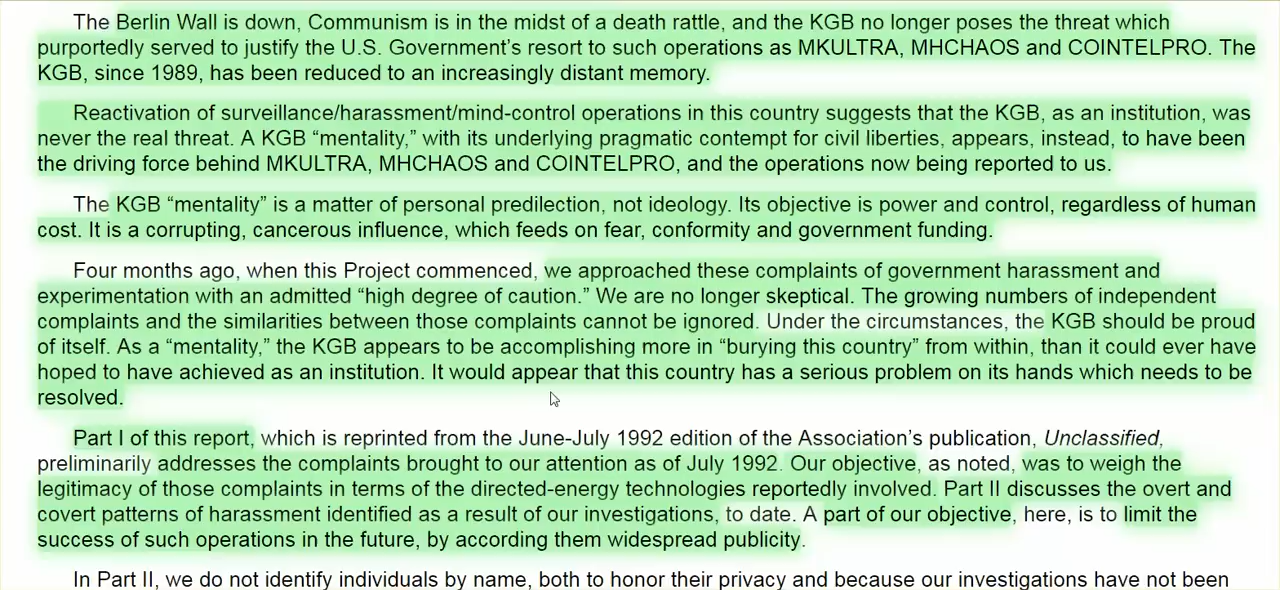 The Berlin Wall is down, Communism is in the midst of a death rattle, and the KGB no longer poses the threat which
purportedly served to justify the U.S. Government’s resort to such operations as MKULTRA, MHCHAOS and COINTELPRO. The
KGB, since 1989, has been reduced to an increasingly distant memory.
Reactivation of surveillance/harassment/mind-control operations in this country suggests that the KGB, as an institution, was
never the real threat. A KGB “mentality,” with its underlying pragmatic contempt for civil liberties, appears, instead, to have been
the driving force behind MKULTRA, MHCHAOS and COINTELPRO, and the operations now being reported to us.
The KGB “mentality” is a matter of personal predilection, not ideology. Its objective is power and control, regardless of human
cost. It is a corrupting, cancerous influence, which feeds on fear, conformity and government funding.
Four months ago, when this Project commenced, we approached these complaints of government harassment and
experimentation with an admitted “high degree of caution.” We are no longer skeptical. The growing numbers of independent
complaints and the similarities between those complaints cannot be ignored. Under the circumstances, the KGB should be proud
of itself. As a “mentality,” the KGB appears to be accomplishing more in “burying this country” from within, than it could ever have
hoped to have achieved as an institution. It would appear that this country has a serious problem on its hands which needs to be
resolved.
Part I of this report, which is reprinted from the June-July 1992 edition of the Association’s publication, Unclassified,
preliminarily addresses the complaints brought to our attention as of July 1992. Our objective, as noted, was to weigh the
legitimacy of those complaints in terms of the directed-energy technologies reportedly involved. Part II discusses the overt and
covert patterns of harassment identified as a result of our investigations, to date. A part of our objective, here, is to limit the
success of such operations in the future, by according them widespread publicity.
In Part II, we do not identify individuals by name, both to honor their privacy and because our investigations have not been